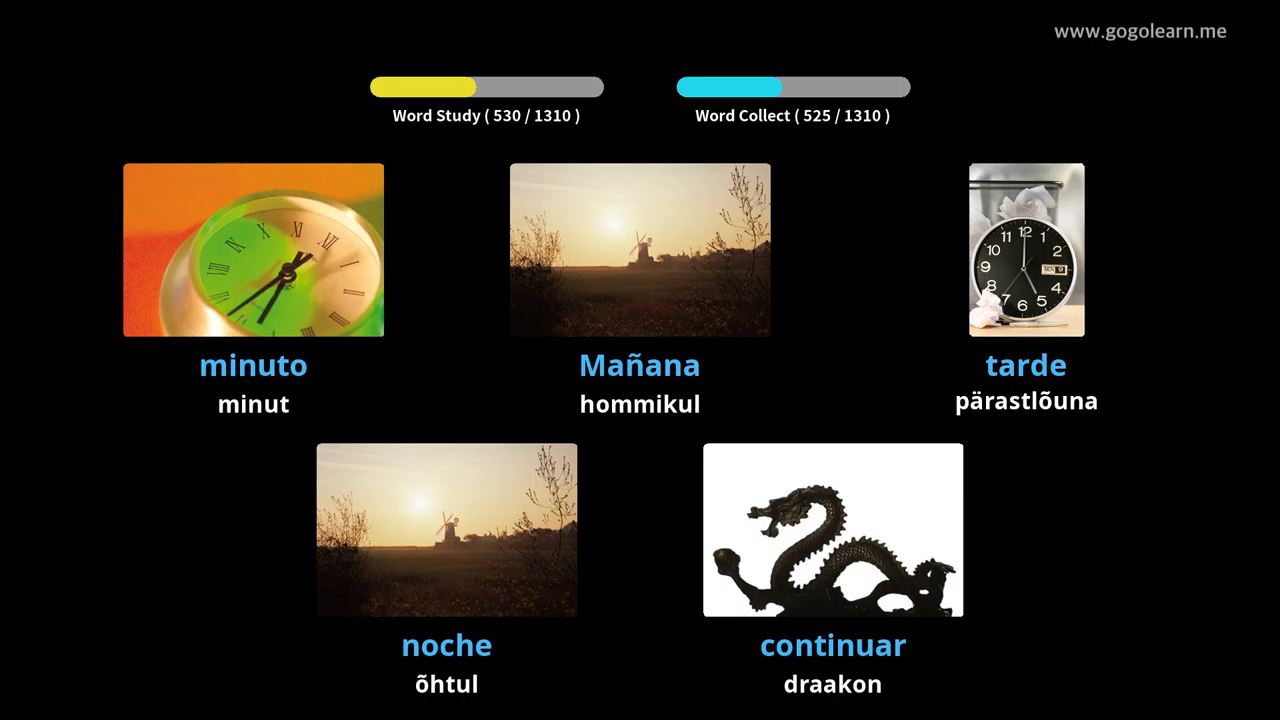 www.gogolearn.me
Word Study ( 530 / 1310 )
Word Collect ( 525 / 1310 )
minuto
minut
Mañana
hommikul
tarde
pärastlõuna
noche
õhtul
continuar
draakon